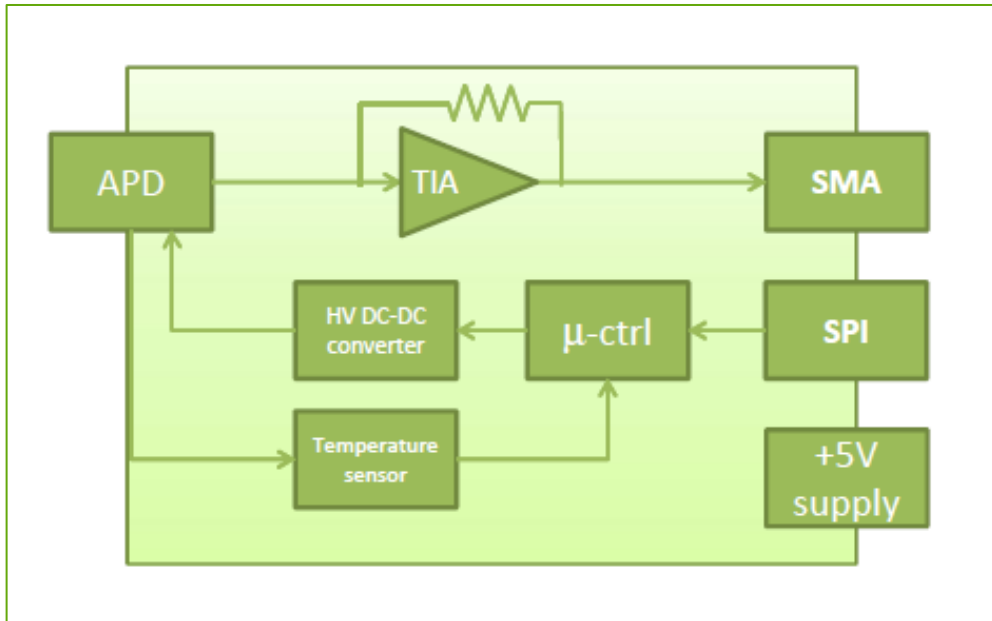 APD
TIA
SMA
HV DC-DC
converter
μ-ctrl
SPI
Temperature
sensor
+5V
supply